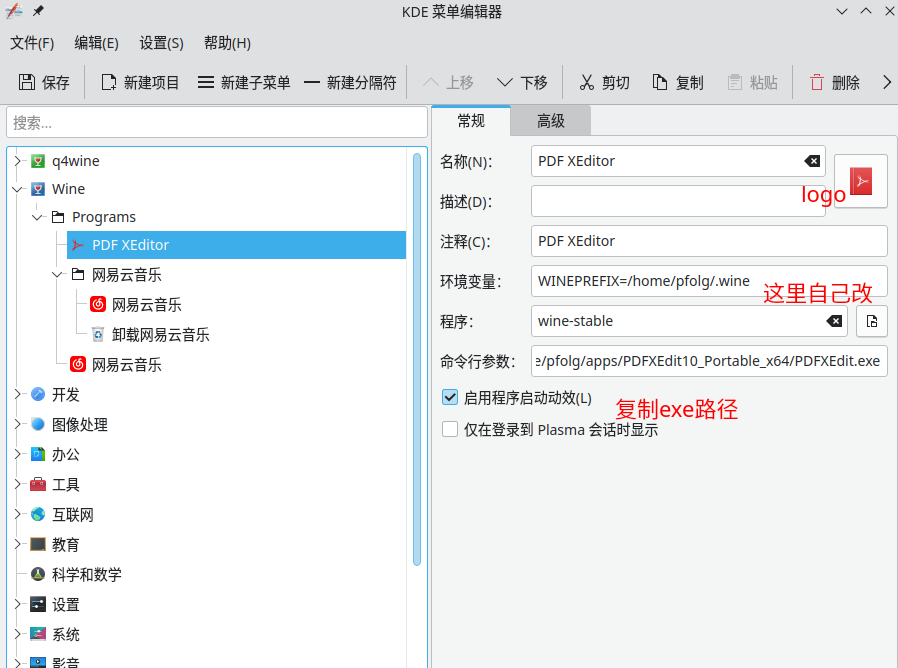 KDE 菜单编辑器
文件(F) 编辑(E) 设置(S) 帮助(H)
保存 新建项目 新建子菜单 新建分隔符 上移 下移 剪切 复制 粘贴 删除
搜索...
q4wine
Wine
Programs
PDF XEditor
网易云音乐
网易云音乐
卸载网易云音乐
网易云音乐
开发
图像处理
办公
工具
互联网
教育
科学和数学
设置
系统
影音
常规 高级
名称(N): PDF XEditor
描述(D):
logo
注释(C): PDF XEditor
环境变量: WINEPREFIX=/home/pfolg/.wine
这里自己改
程序: wine-stable
命令行参数: e/pfolg/apps/PDFXEdit10_Portable_x64/PDFXEdit.exe
启用程序启动动效(L)
复制exe路径
仅在登录到 Plasma 会话时显示